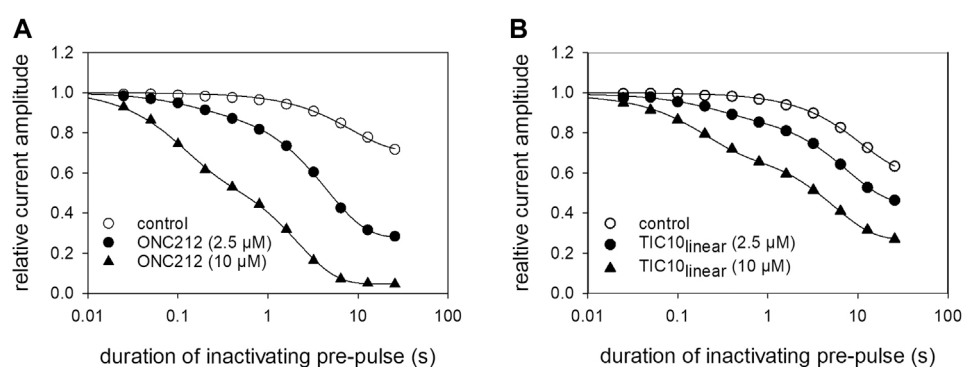 A
relative current amplitude
1.2
1.0
0.8
0.6
0.4
0.2
0.0
control
ONC212 (2.5 µM)
ONC212 (10 µM)
0.01
0.1
1
10
100
duration of inactivating pre-pulse (s)
B
realtive current ampltiude
1.2
1.0
0.8
0.6
0.4
0.2
0.0
control
TIC10linear (2.5 µM)
TIC10linear (10 µM)
0.01
0.1
1
10
100
duration of inactivating pre-pulse (s)